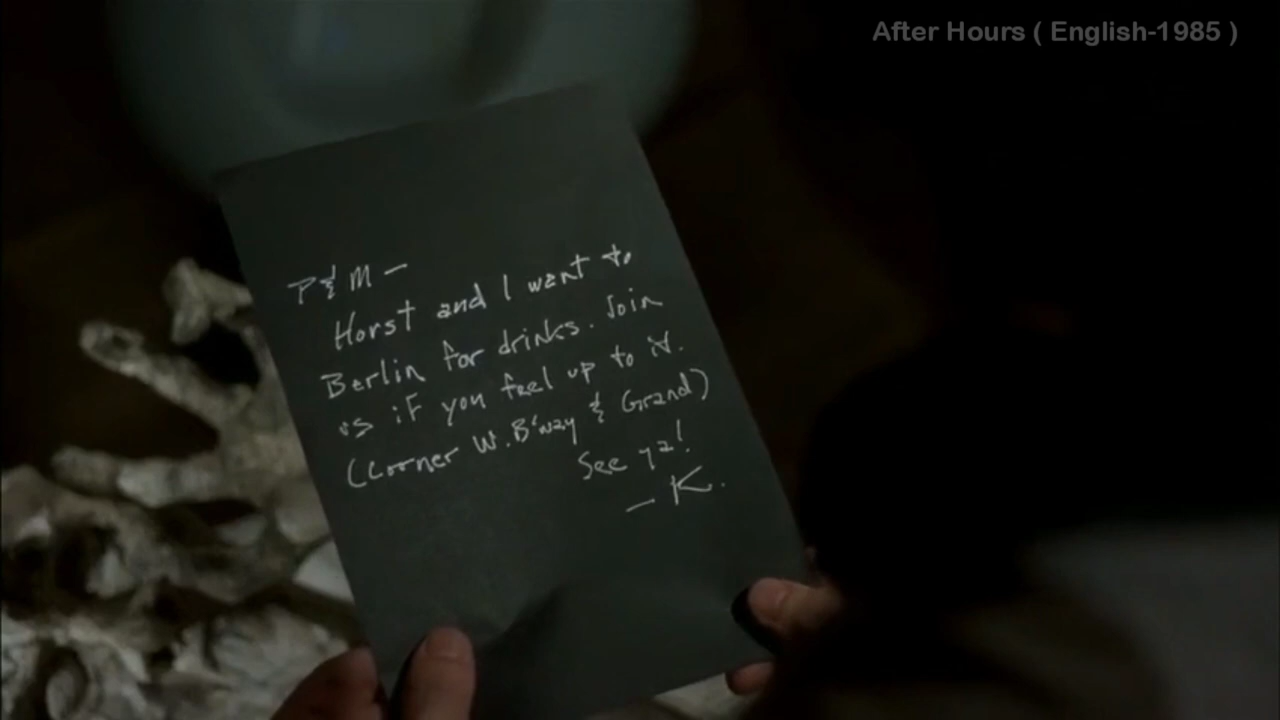 After Hours ( English-1985 )
P & M –
Horst and I went to
Berlin for drinks. Join
us if you feel up to it.
(Corner W. B'way & Grand)
See ya!
– K.